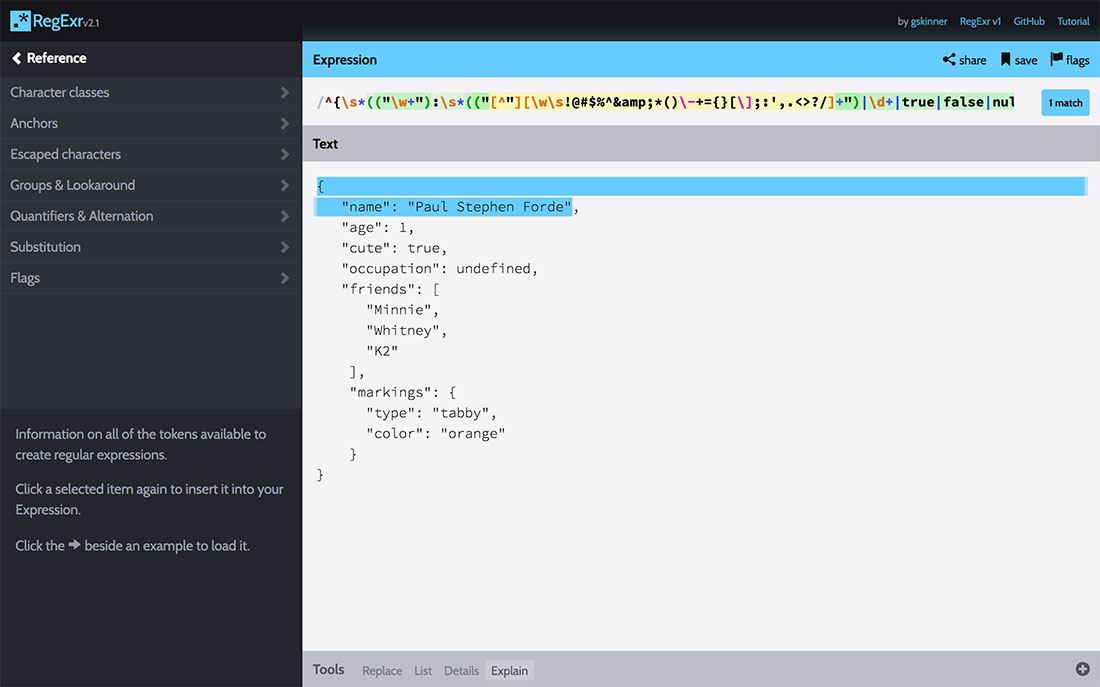 RegExr v2.1
by gskinner RegExr v1 GitHub Tutorial
Reference
Character classes
Anchors
Escaped characters
Groups & Lookaround
Quantifiers & Alternation
Substitution
Flags
Information on all of the tokens available to
create regular expressions.
Click a selected item again to insert it into your
Expression.
Click the beside an example to load it.
Expression
share save flags
/^{\s*(("\w+"):\s*(("[^"][\w\s!@#$%^&amp;*()\-+={}[\];:',.<>?/]+")|\d+|true|false|nul
1 match
Text
{
"name": "Paul Stephen Forde",
"age": 1,
"cute": true,
"occupation": undefined,
"friends": [
"Minnie",
"Whitney",
"K2"
],
"markings": {
"type": "tabby",
"color": "orange"
}
}
Tools Replace List Details Explain